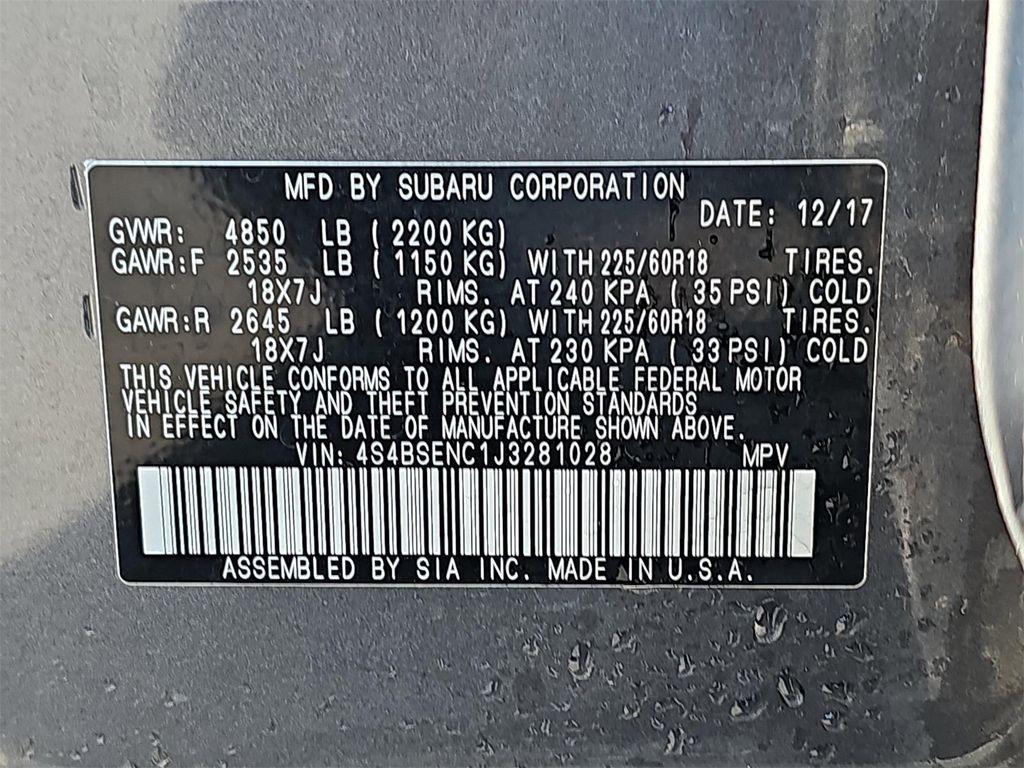 MFD BY SUBARU CORPORATION
DATE: 12/17
GVWR: 4850 LB ( 2200 KG)
GAWR:F 2535 LB ( 1150 KG) WITH 225/60R18 TIRES.
18X7J RIMS. AT 240 KPA ( 35 PSI) COLD
GAWR:R 2645 LB ( 1200 KG) WITH 225/60R18 TIRES.
18X7J RIMS. AT 230 KPA ( 33 PSI) COLD
THIS VEHICLE CONFORMS TO ALL APPLICABLE FEDERAL MOTOR
VEHICLE SAFETY AND THEFT PREVENTION STANDARDS
IN EFFECT ON THE DATE OF MANUFACTURE SHOWN ABOVE.
VIN: 4S4BSENC1J3281028 MPV
ASSEMBLED BY SIA INC. MADE IN U.S.A.